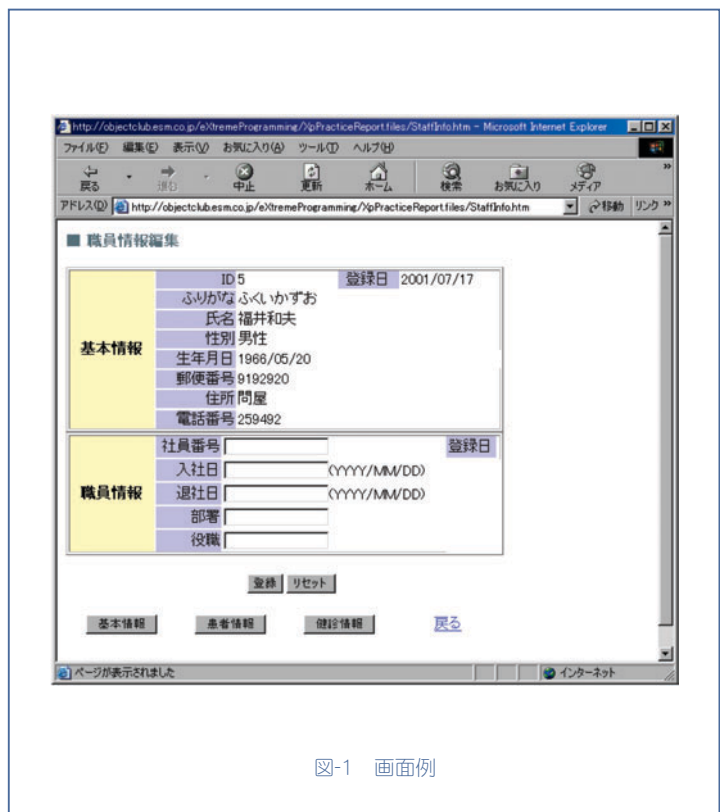 http://objectclub.esm.co.jp/eXtremeProgramming/XpPracticeReport.files/StaffInfo.htm - Microsoft Internet Explorer
ファイル(F) 編集(E) 表示(V) お気に入り(A) ツール(T) ヘルプ(H)
戻る 進む 中止 更新 ホーム 検索 お気に入り メディア »
アドレス(D) http://objectclub.esm.co.jp/eXtremeProgramming/XpPracticeReport.files/StaffInfo.htm 移動 リンク »
■ 職員情報編集
基本情報
ID 5 登録日 2001/07/17
ふりがな ふくいかずお
氏名 福井和夫
性別 男性
生年月日 1966/05/20
郵便番号 9192920
住所 問屋
電話番号 259492
職員情報
社員番号 登録日
入社日 (YYYY/MM/DD)
退社日 (YYYY/MM/DD)
部署
役職
登録 リセット
基本情報 患者情報 健診情報 戻る
ページが表示されました インターネット
図-1 画面例